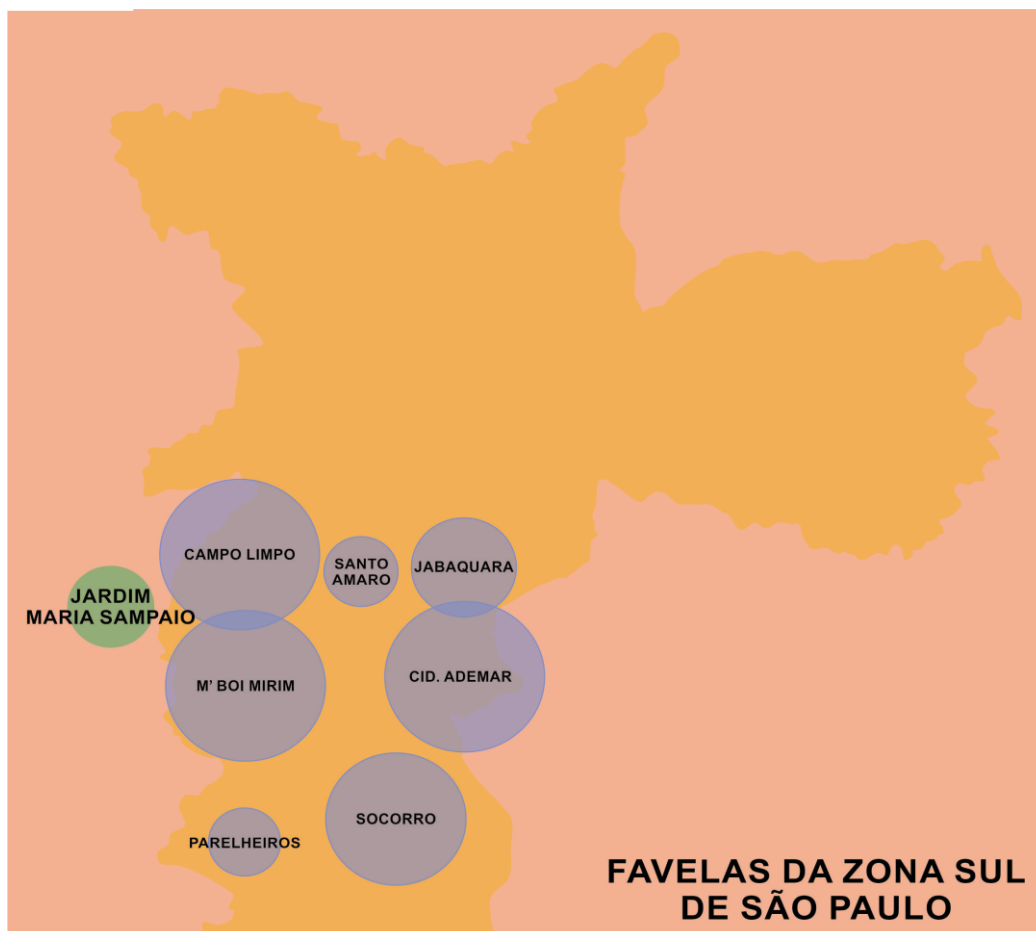 CAMPO LIMPO
SANTO
AMARO
JABAQUARA
JARDIM
MARIA SAMPAIO
M' BOI MIRIM
CID. ADEMAR
SOCORRO
PARELHEIROS
FAVELAS DA ZONA SUL
DE SÃO PAULO